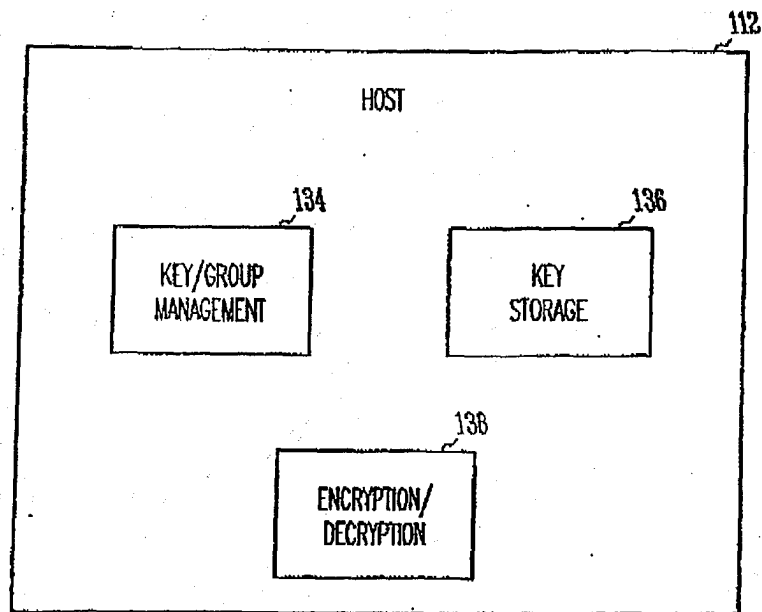 112
HOST
134
136
KEY/GROUP
MANAGEMENT
KEY
STORAGE
138
ENCRYPTION/
DECRYPTION